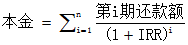 本金 = ∑ⁿᵢ₌₁ 第i期还款额 / (1 + IRR)ⁱ